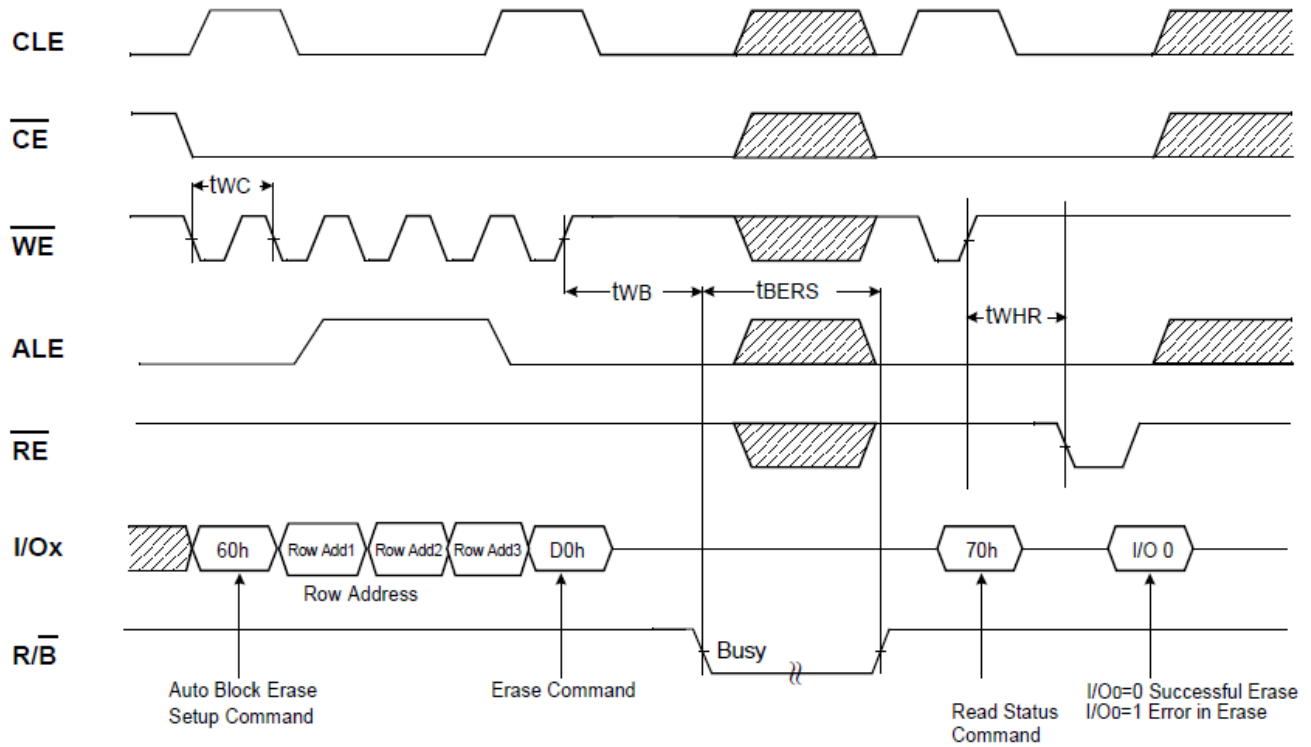 CLE
CE
tWC
WE
tWB
tBERS
tWHR
ALE
RE
I/Ox
60h
Row Add1
Row Add2
Row Add3
D0h
70h
I/O 0
Row Address
R/B
Busy
Auto Block Erase
Setup Command
Erase Command
Read Status
Command
I/O0=0 Successful Erase
I/O0=1 Error in Erase